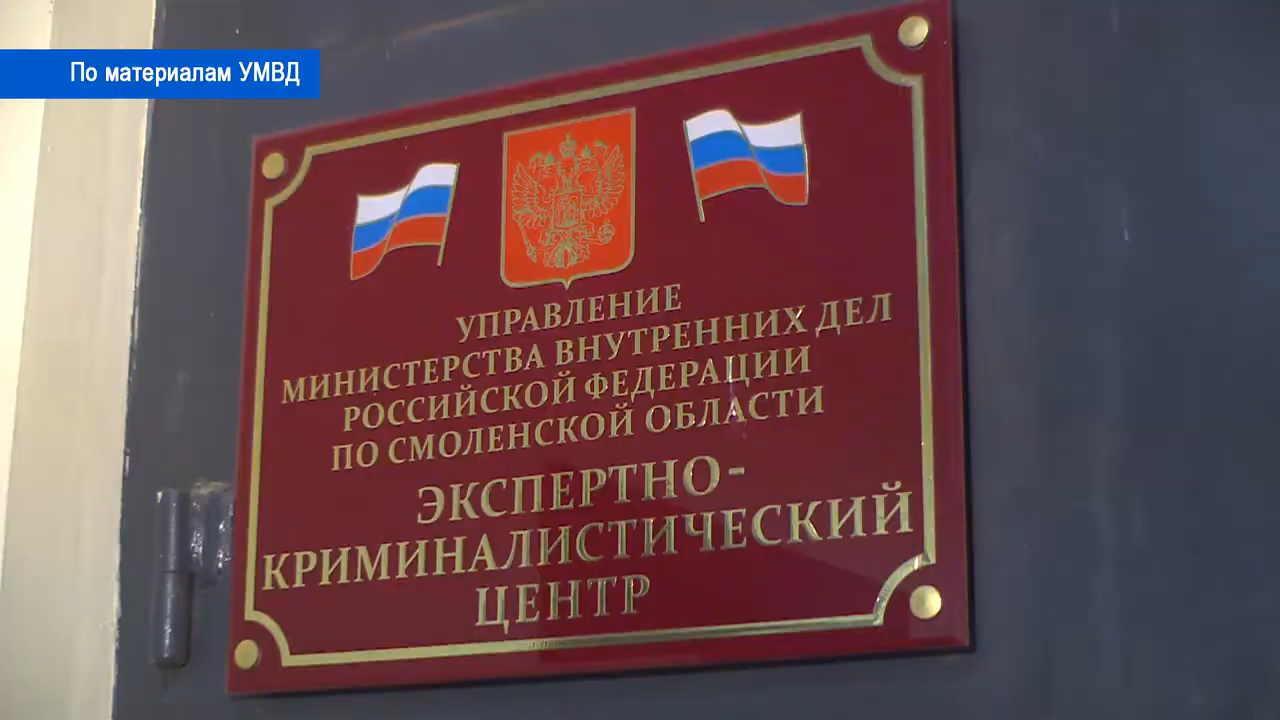 По материалам УМВД
УПРАВЛЕНИЕ
МИНИСТЕРСТВА ВНУТРЕННИХ ДЕЛ
РОССИЙСКОЙ ФЕДЕРАЦИИ
ПО СМОЛЕНСКОЙ ОБЛАСТИ
ЭКСПЕРТНО-
КРИМИНАЛИСТИЧЕСКИЙ
ЦЕНТР